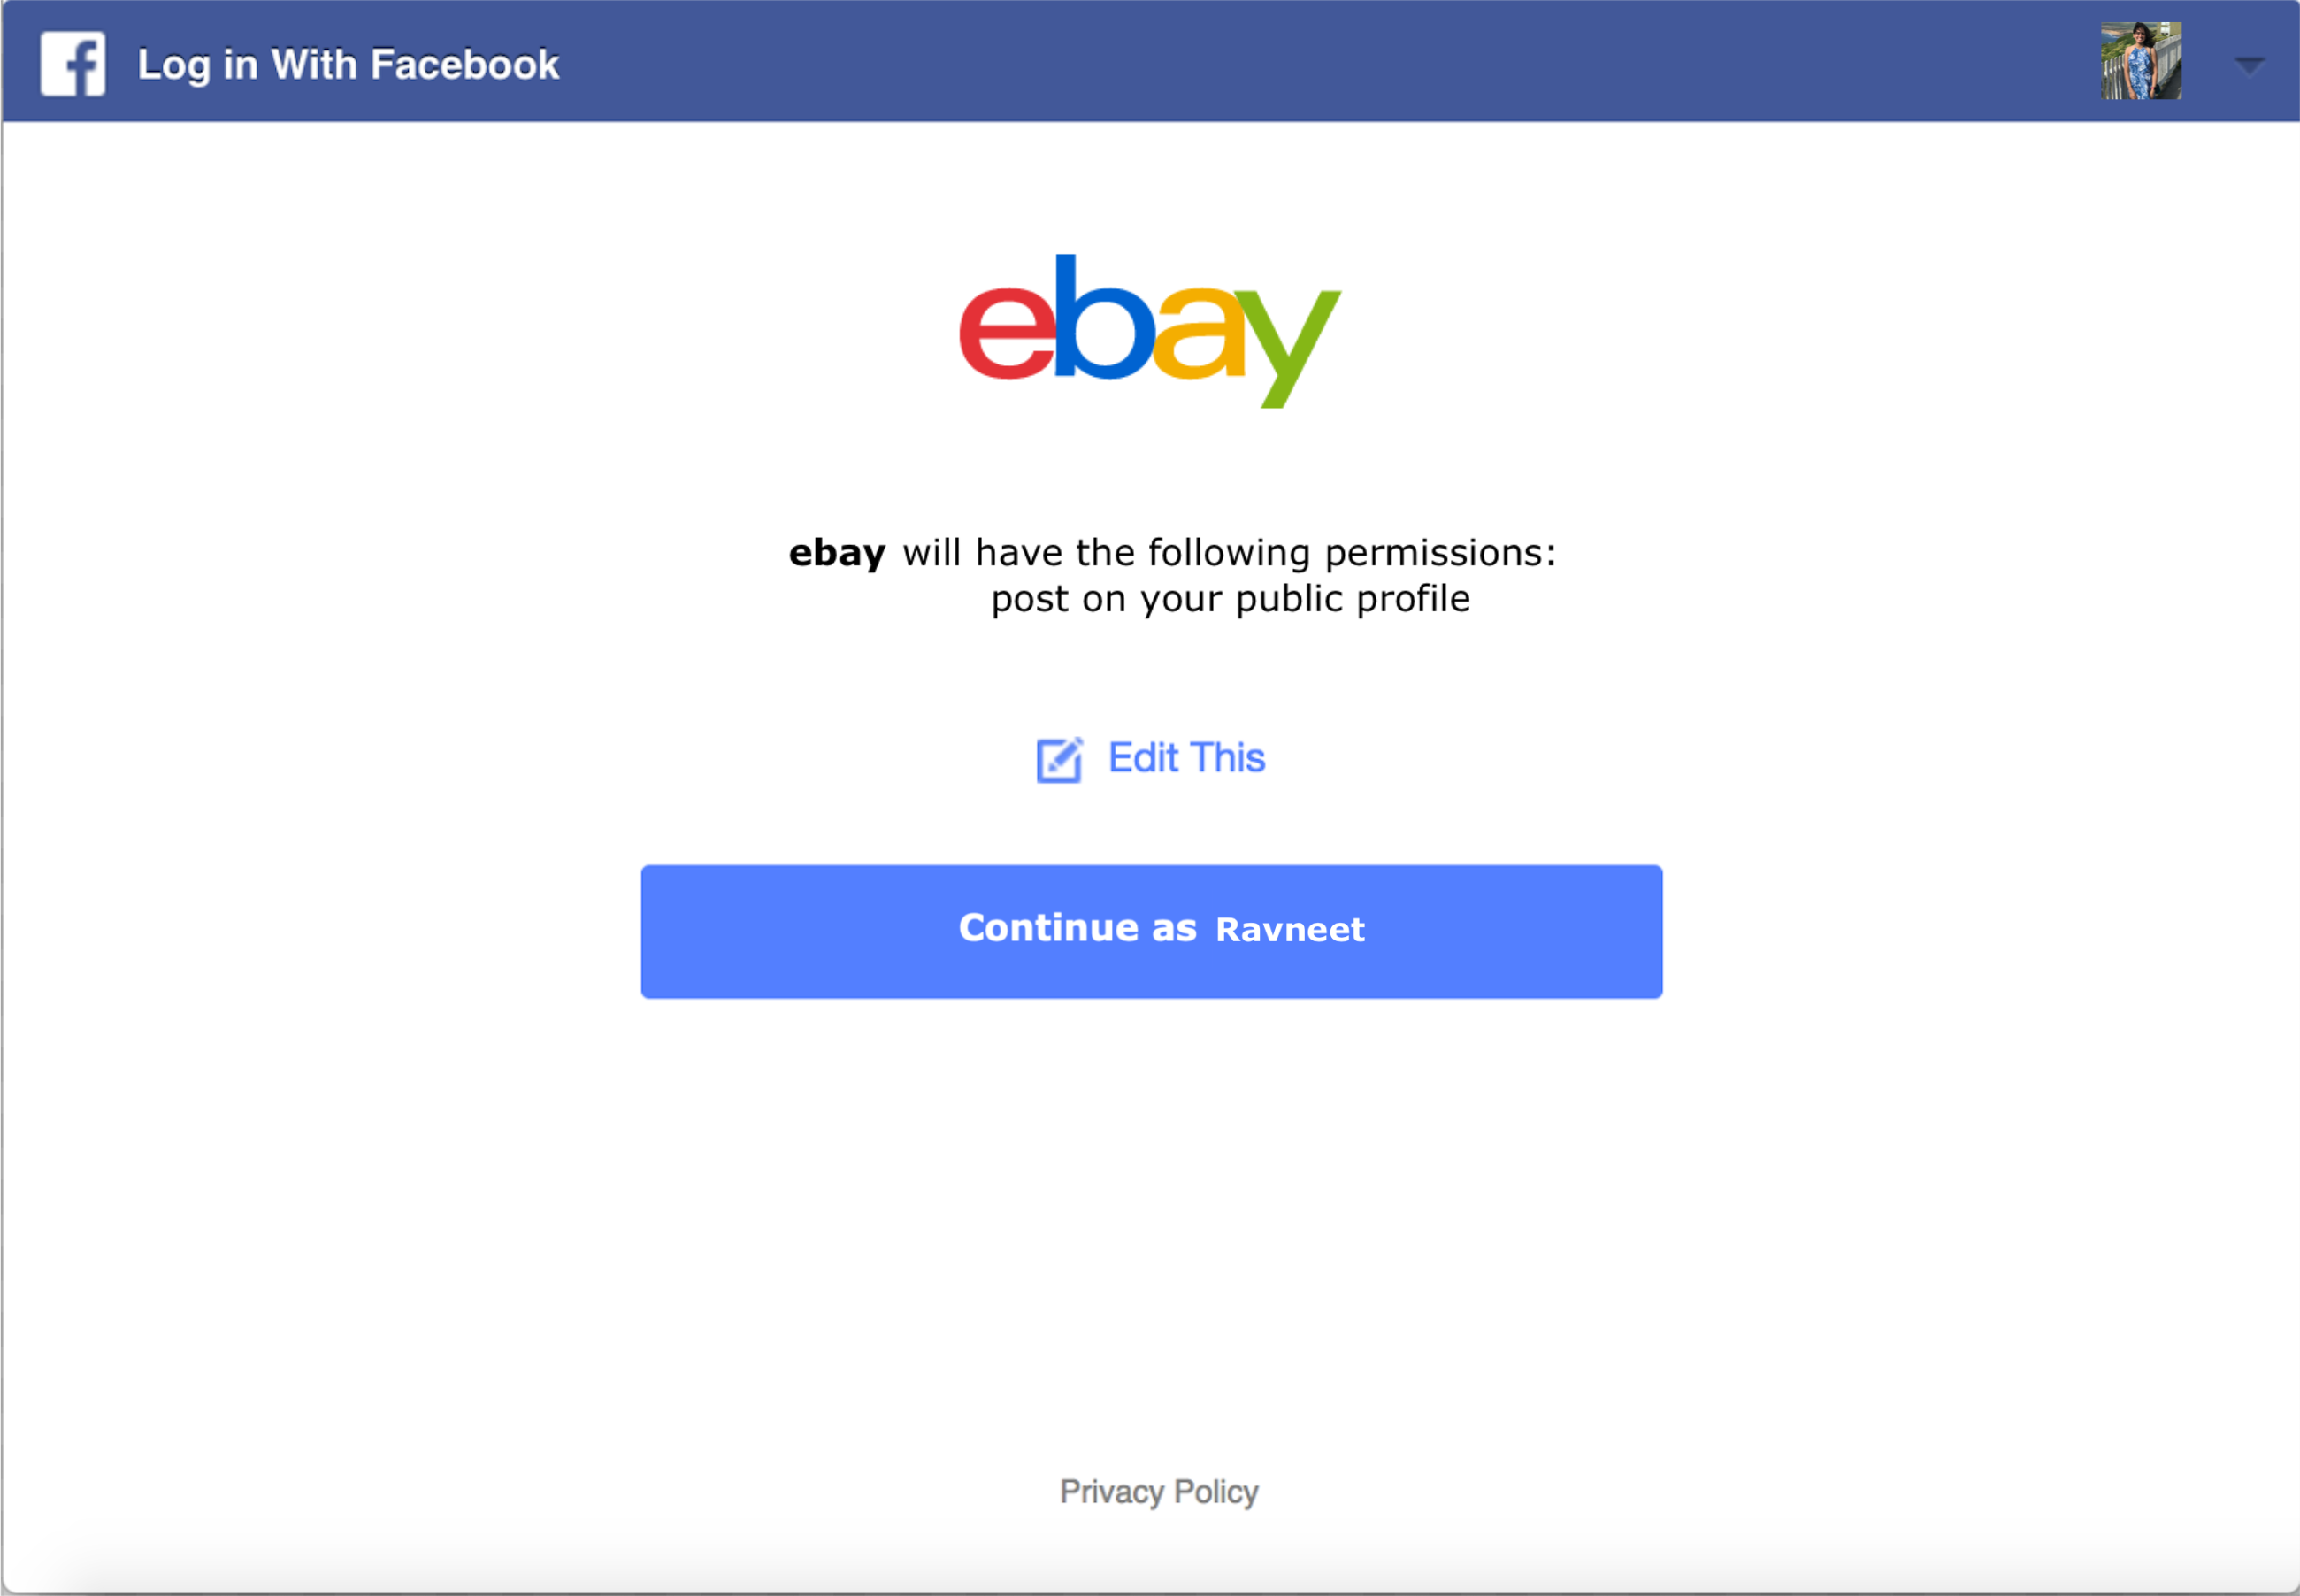 f Log in With Facebook
ebay
ebay will have the following permissions:
post on your public profile
Edit This
Continue as Ravneet
Privacy Policy